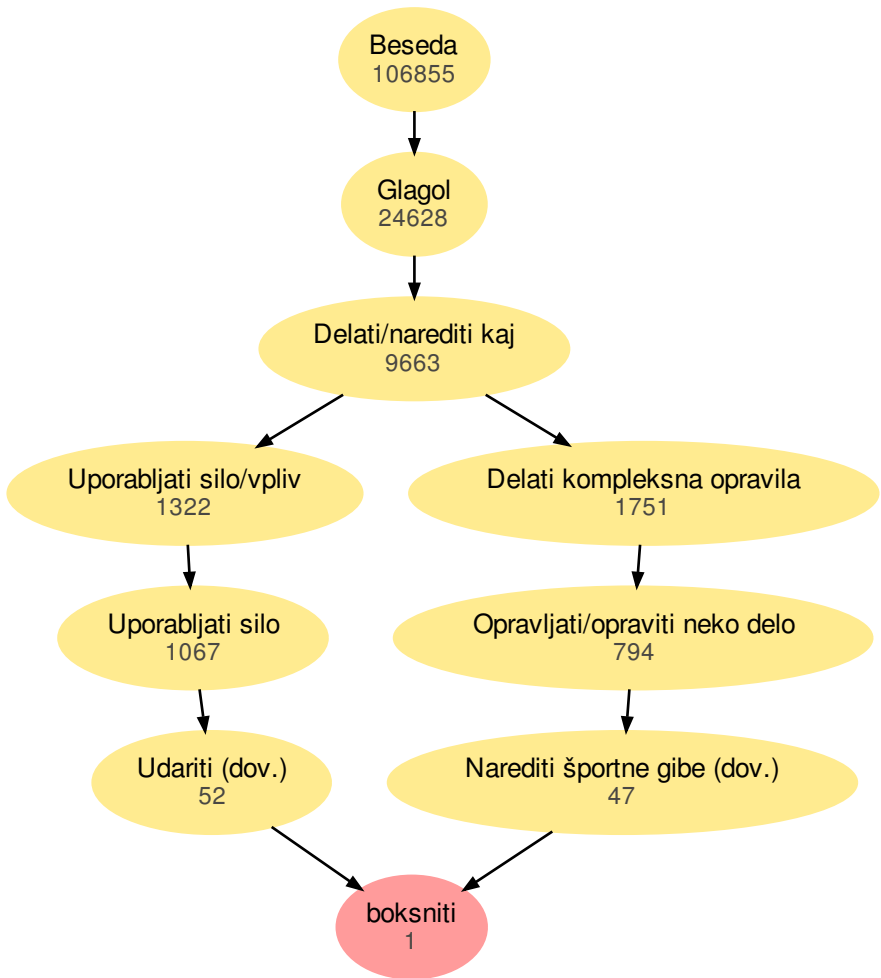 Beseda
106855
Glagol
24628
Delati/narediti kaj
9663
Uporabljati silo/vpliv
1322
Delati kompleksna opravila
1751
Uporabljati silo
1067
Opravljati/opraviti neko delo
794
Udariti (dov.)
52
Narediti športne gibe (dov.)
47
boksniti
1